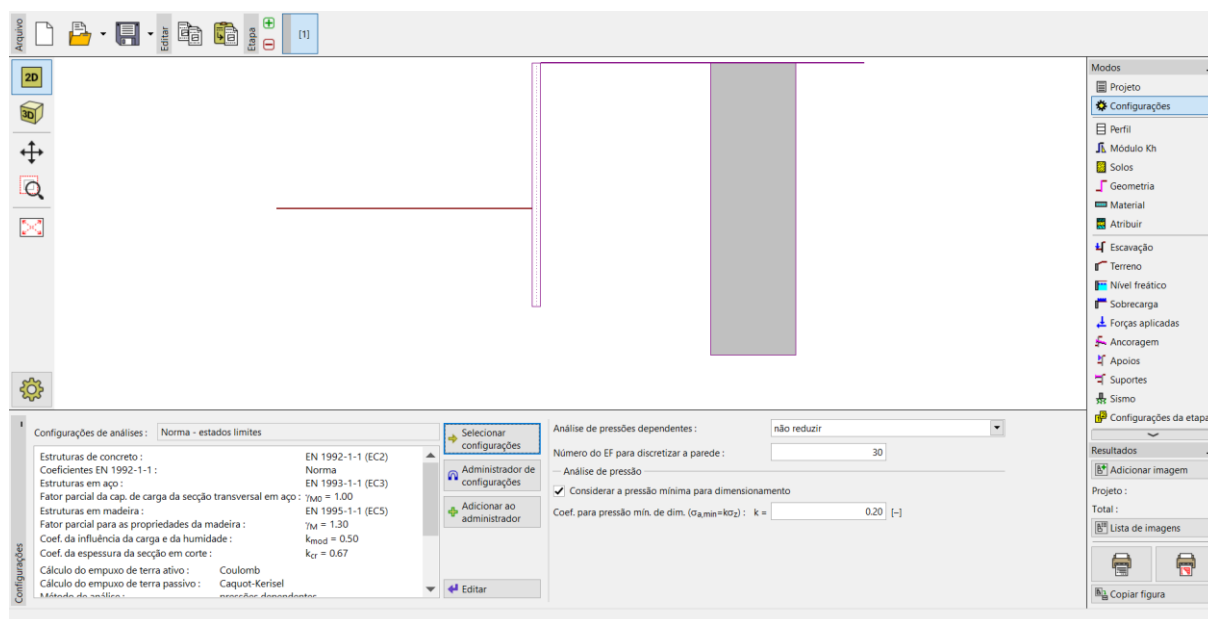 Arquivo
Editar
Etapa
[1]
2D
3D
Modos
Projeto
Configurações
Perfil
Módulo Kh
Solos
Geometria
Material
Atribuir
Escavação
Terreno
Nível freático
Sobrecarga
Forças aplicadas
Ancoragem
Apoios
Suportes
Sismo
Configurações da etapa
Resultados
Adicionar imagem
Projeto :
Total :
Lista de imagens
Copiar figura
Configurações
Configurações de análises : Norma - estados limites
Estruturas de concreto : EN 1992-1-1 (EC2)
Coeficientes EN 1992-1-1 : Norma
Estruturas em aço : EN 1993-1-1 (EC3)
Fator parcial da cap. de carga da secção transversal em aço : γM0 = 1.00
Estruturas em madeira : EN 1995-1-1 (EC5)
Fator parcial para as propriedades da madeira : γM = 1.30
Coef. da influência da carga e da humidade : kmod = 0.50
Coef. da espessura da secção em corte : kcr = 0.67
Cálculo do empuxo de terra ativo : Coulomb
Cálculo do empuxo de terra passivo : Caquot-Kerisel
Método de análise : pressões dependentes
Selecionar
configurações
Administrador de
configurações
Adicionar ao
administrador
Editar
Análise de pressões dependentes : não reduzir
Número do EF para discretizar a parede : 30
Análise de pressão
Considerar a pressão mínima para dimensionamento
Coef. para pressão mín. de dim. (σa,min=kσz) : k = 0.20 [–]